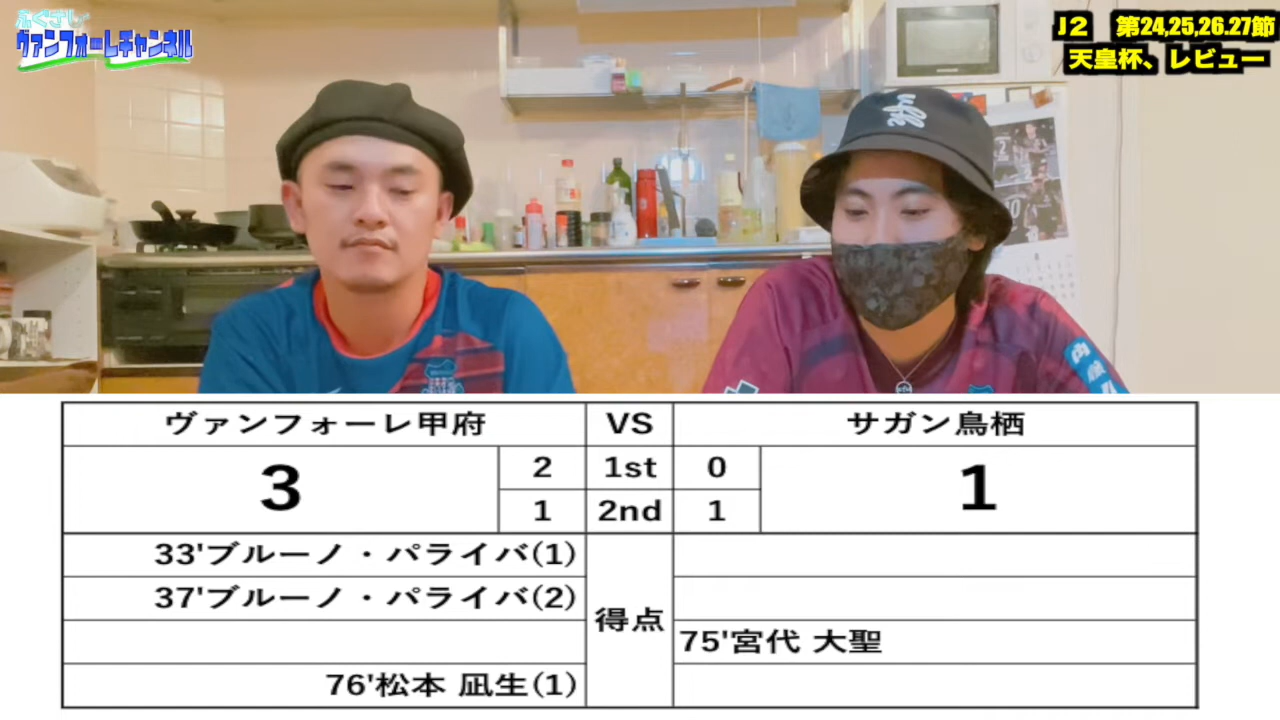 ふぐさしの
ヴァンフォーレチャンネル
J2 第24,25,26.27節
天皇杯、レビュー
ヴァンフォーレ甲府 VS サガン鳥栖
3 2 1st 0 1
1 2nd 1
33'ブルーノ・パライバ(1)
37'ブルーノ・パライバ(2)
得点
75'宮代 大聖
76'松本 凪生(1)